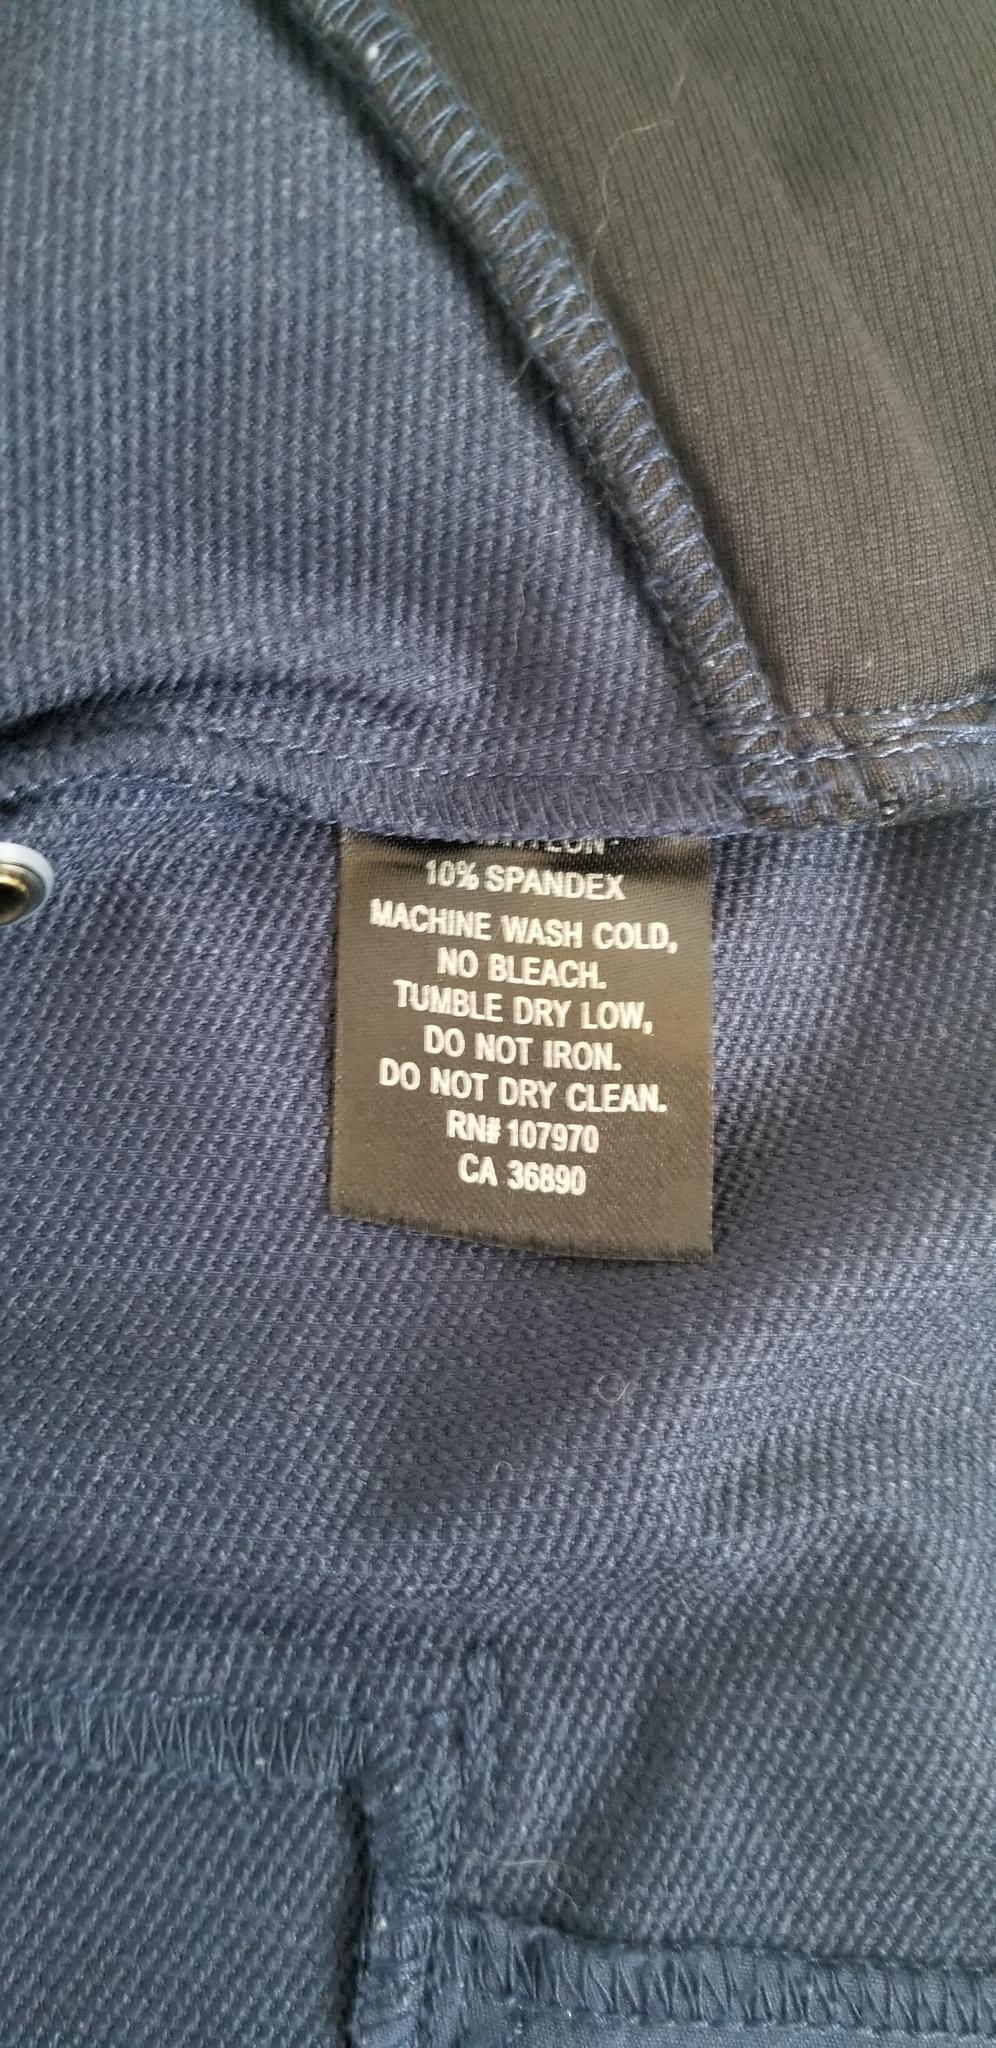 10% SPANDEX
MACHINE WASH COLD,
NO BLEACH.
TUMBLE DRY LOW,
DO NOT IRON.
DO NOT DRY CLEAN.
RN# 107970
CA 36890